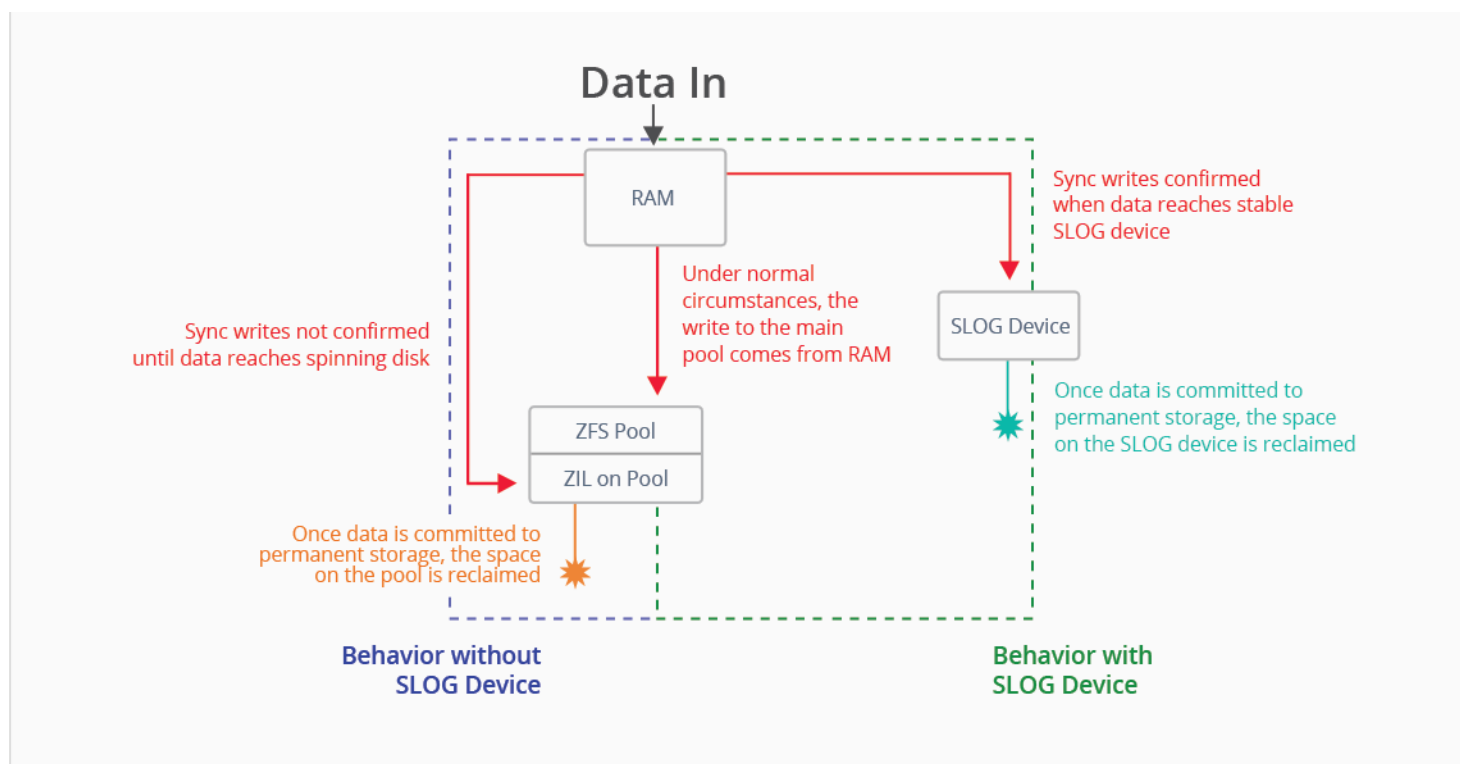 Data In
RAM
Sync writes confirmed
when data reaches stable
SLOG device
Under normal
circumstances, the
write to the main
pool comes from RAM
Sync writes not confirmed
until data reaches spinning disk
SLOG Device
Once data is committed to
permanent storage, the space
on the SLOG device is reclaimed
ZFS Pool
ZIL on Pool
Once data is committed to
permanent storage, the space
on the pool is reclaimed
Behavior without
SLOG Device
Behavior with
SLOG Device